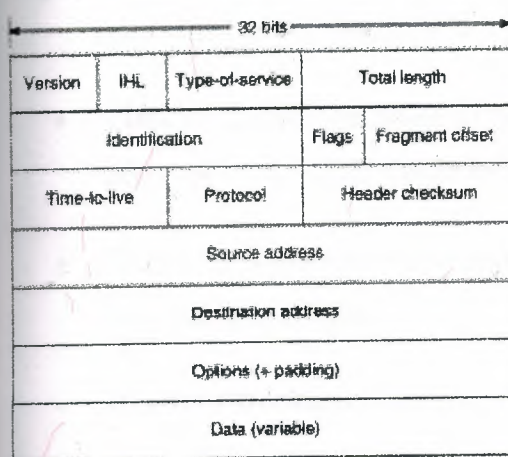 32 bits
Version IHL Type-of-service Total length
Identification Flags Fragment offset
Time-to-live Protocol Header checksum
Source address
Destination address
Options (+ padding)
Data (variable)